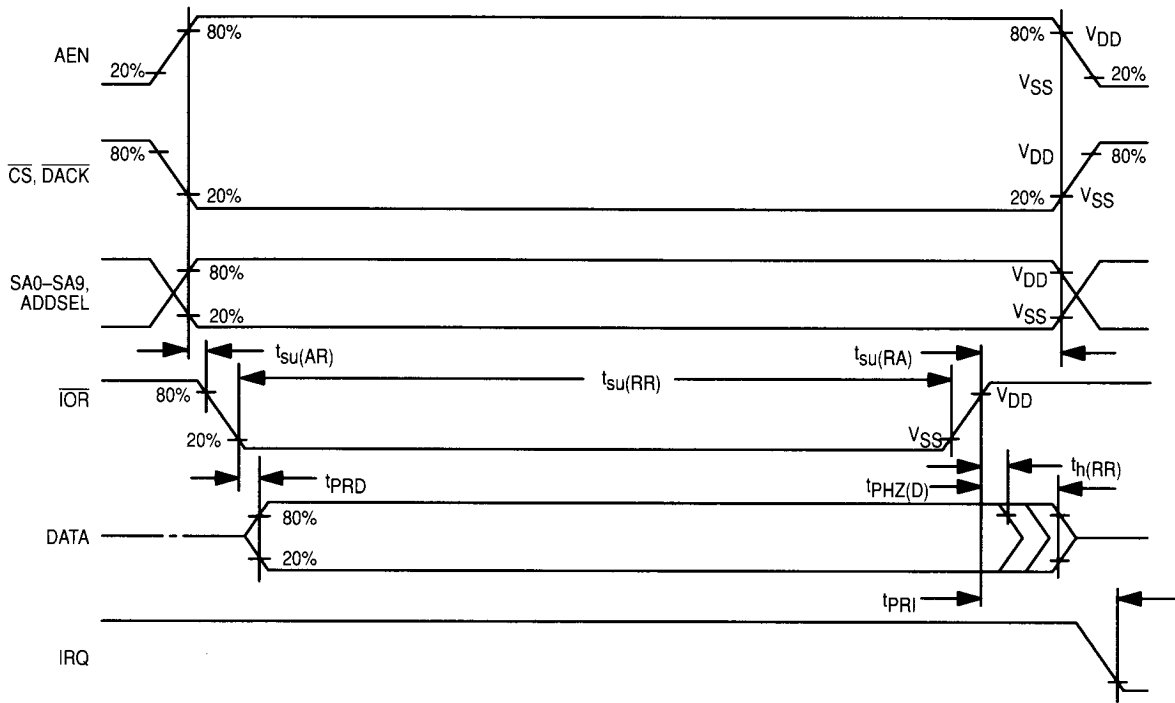 AEN
20%
80%
80%
VDD
VSS
20%
CS, DACK
80%
20%
VDD
80%
20%
VSS
SA0–SA9,
ADDSEL
80%
20%
VDD
VSS
tsu(AR)
tsu(RR)
tsu(RA)
IOR
80%
20%
VDD
VSS
tPRD
tPHZ(D)
th(RR)
DATA
80%
20%
tPRI
IRQ